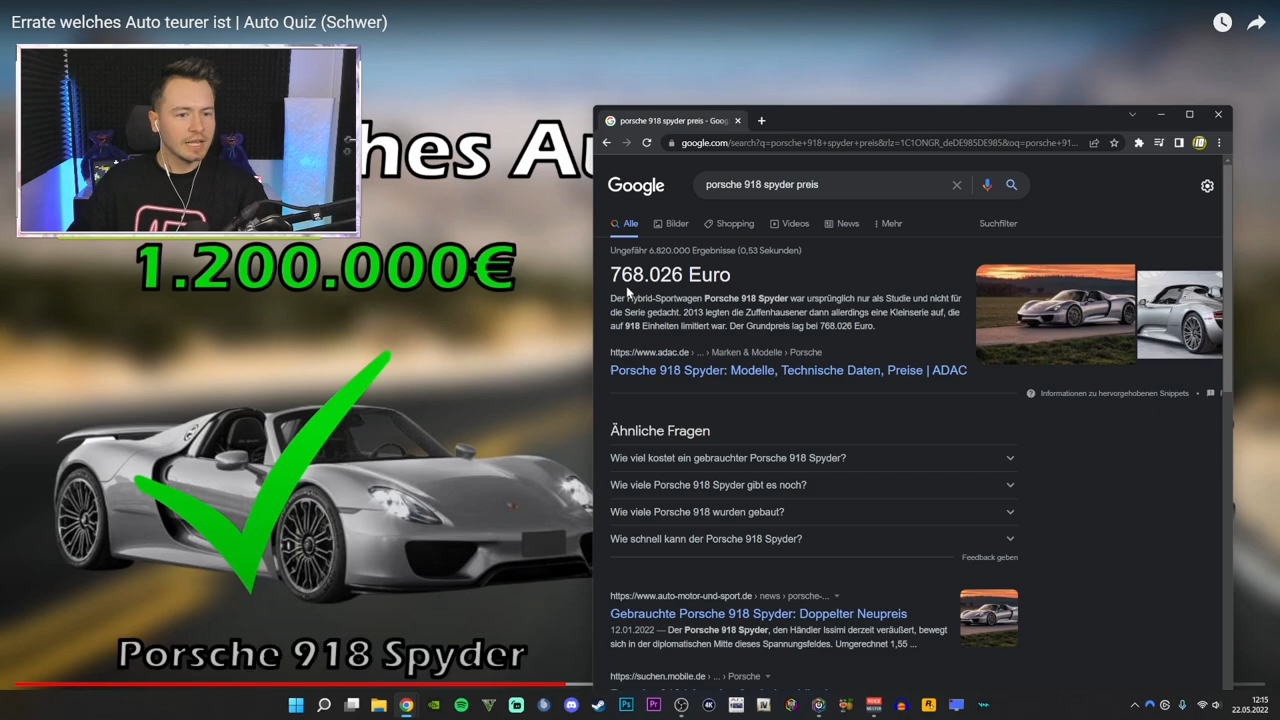 Errate welches Auto teurer ist | Auto Quiz (Schwer)
hes Au
1.200.000€
Porsche 918 Spyder
porsche 918 spyder preis - Goog
google.com/search?q=porsche+918+spyder+preis&rlz=1C1ONGR_deDE985DE985&oq=porsche+91...
Google
porsche 918 spyder preis
Alle Bilder Shopping Videos News Mehr Suchfilter
Ungefähr 6.820.000 Ergebnisse (0,53 Sekunden)
768.026 Euro
Der Hybrid-Sportwagen Porsche 918 Spyder war ursprünglich nur als Studie und nicht für
die Serie gedacht. 2013 legten die Zuffenhausener dann allerdings eine Kleinserie auf, die
auf 918 Einheiten limitiert war. Der Grundpreis lag bei 768.026 Euro.
https://www.adac.de › ... › Marken & Modelle › Porsche
Porsche 918 Spyder: Modelle, Technische Daten, Preise | ADAC
Informationen zu hervorgehobenen Snippets
Ähnliche Fragen
Wie viel kostet ein gebrauchter Porsche 918 Spyder?
Wie viele Porsche 918 Spyder gibt es noch?
Wie viele Porsche 918 wurden gebaut?
Wie schnell kann der Porsche 918 Spyder?
Feedback geben
https://www.auto-motor-und-sport.de › news › porsche-...
Gebrauchte Porsche 918 Spyder: Doppelter Neupreis
12.01.2022 — Der Porsche 918 Spyder, den Händler Issimi derzeit veräußert, bewegt
sich in der diplomatischen Mitte dieses Spannungsfeldes. Umgerechnet 1,55 ...
https://suchen.mobile.de › ... › Porsche
12:15
22.05.2022